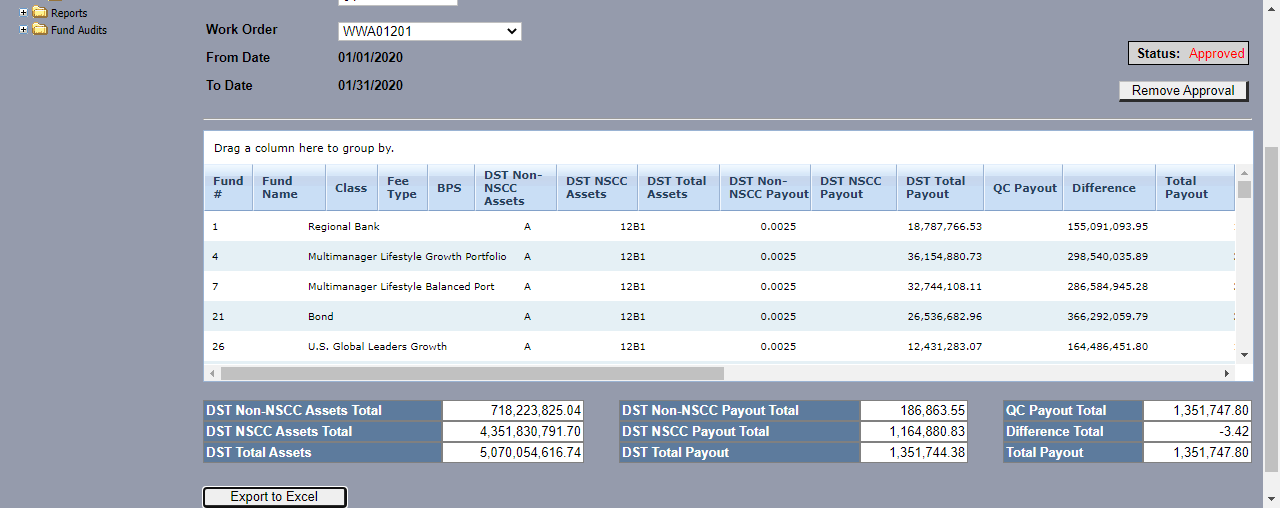 Reports
Fund Audits
Work Order WWA01201
From Date 01/01/2020
Status: Approved
To Date 01/31/2020
Remove Approval
Drag a column here to group by.
Fund # Fund Name Class Fee Type BPS DST Non-NSCC Assets DST NSCC Assets DST Total Assets DST Non-NSCC Payout DST NSCC Payout DST Total Payout QC Payout Difference Total Payout
1 Regional Bank A 12B1 0.0025 18,787,766.53 155,091,093.95
4 Multimanager Lifestyle Growth Portfolio A 12B1 0.0025 36,154,880.73 298,540,035.89
7 Multimanager Lifestyle Balanced Port A 12B1 0.0025 32,744,108.11 286,584,945.28
21 Bond A 12B1 0.0025 26,536,682.96 366,292,059.79
26 U.S. Global Leaders Growth A 12B1 0.0025 12,431,283.07 164,486,451.80
DST Non-NSCC Assets Total 718,223,825.04 DST Non-NSCC Payout Total 186,863.55 QC Payout Total 1,351,747.80
DST NSCC Assets Total 4,351,830,791.70 DST NSCC Payout Total 1,164,880.83 Difference Total -3.42
DST Total Assets 5,070,054,616.74 DST Total Payout 1,351,744.38 Total Payout 1,351,747.80
Export to Excel